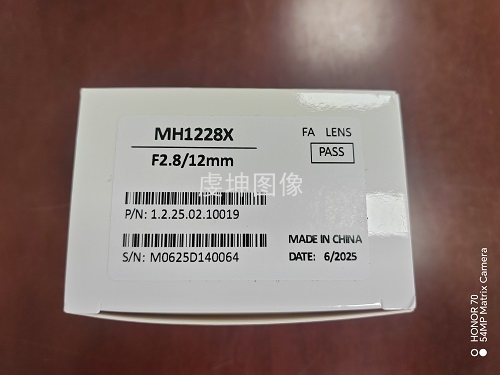 MH1228X
FA LENS
F2.8/12mm
PASS
虔坤图像
P/N: 1.2.25.02.10019
MADE IN CHINA
S/N: M0625D140064
DATE: 6/2025
HONOR 70
54MP Matrix Camera